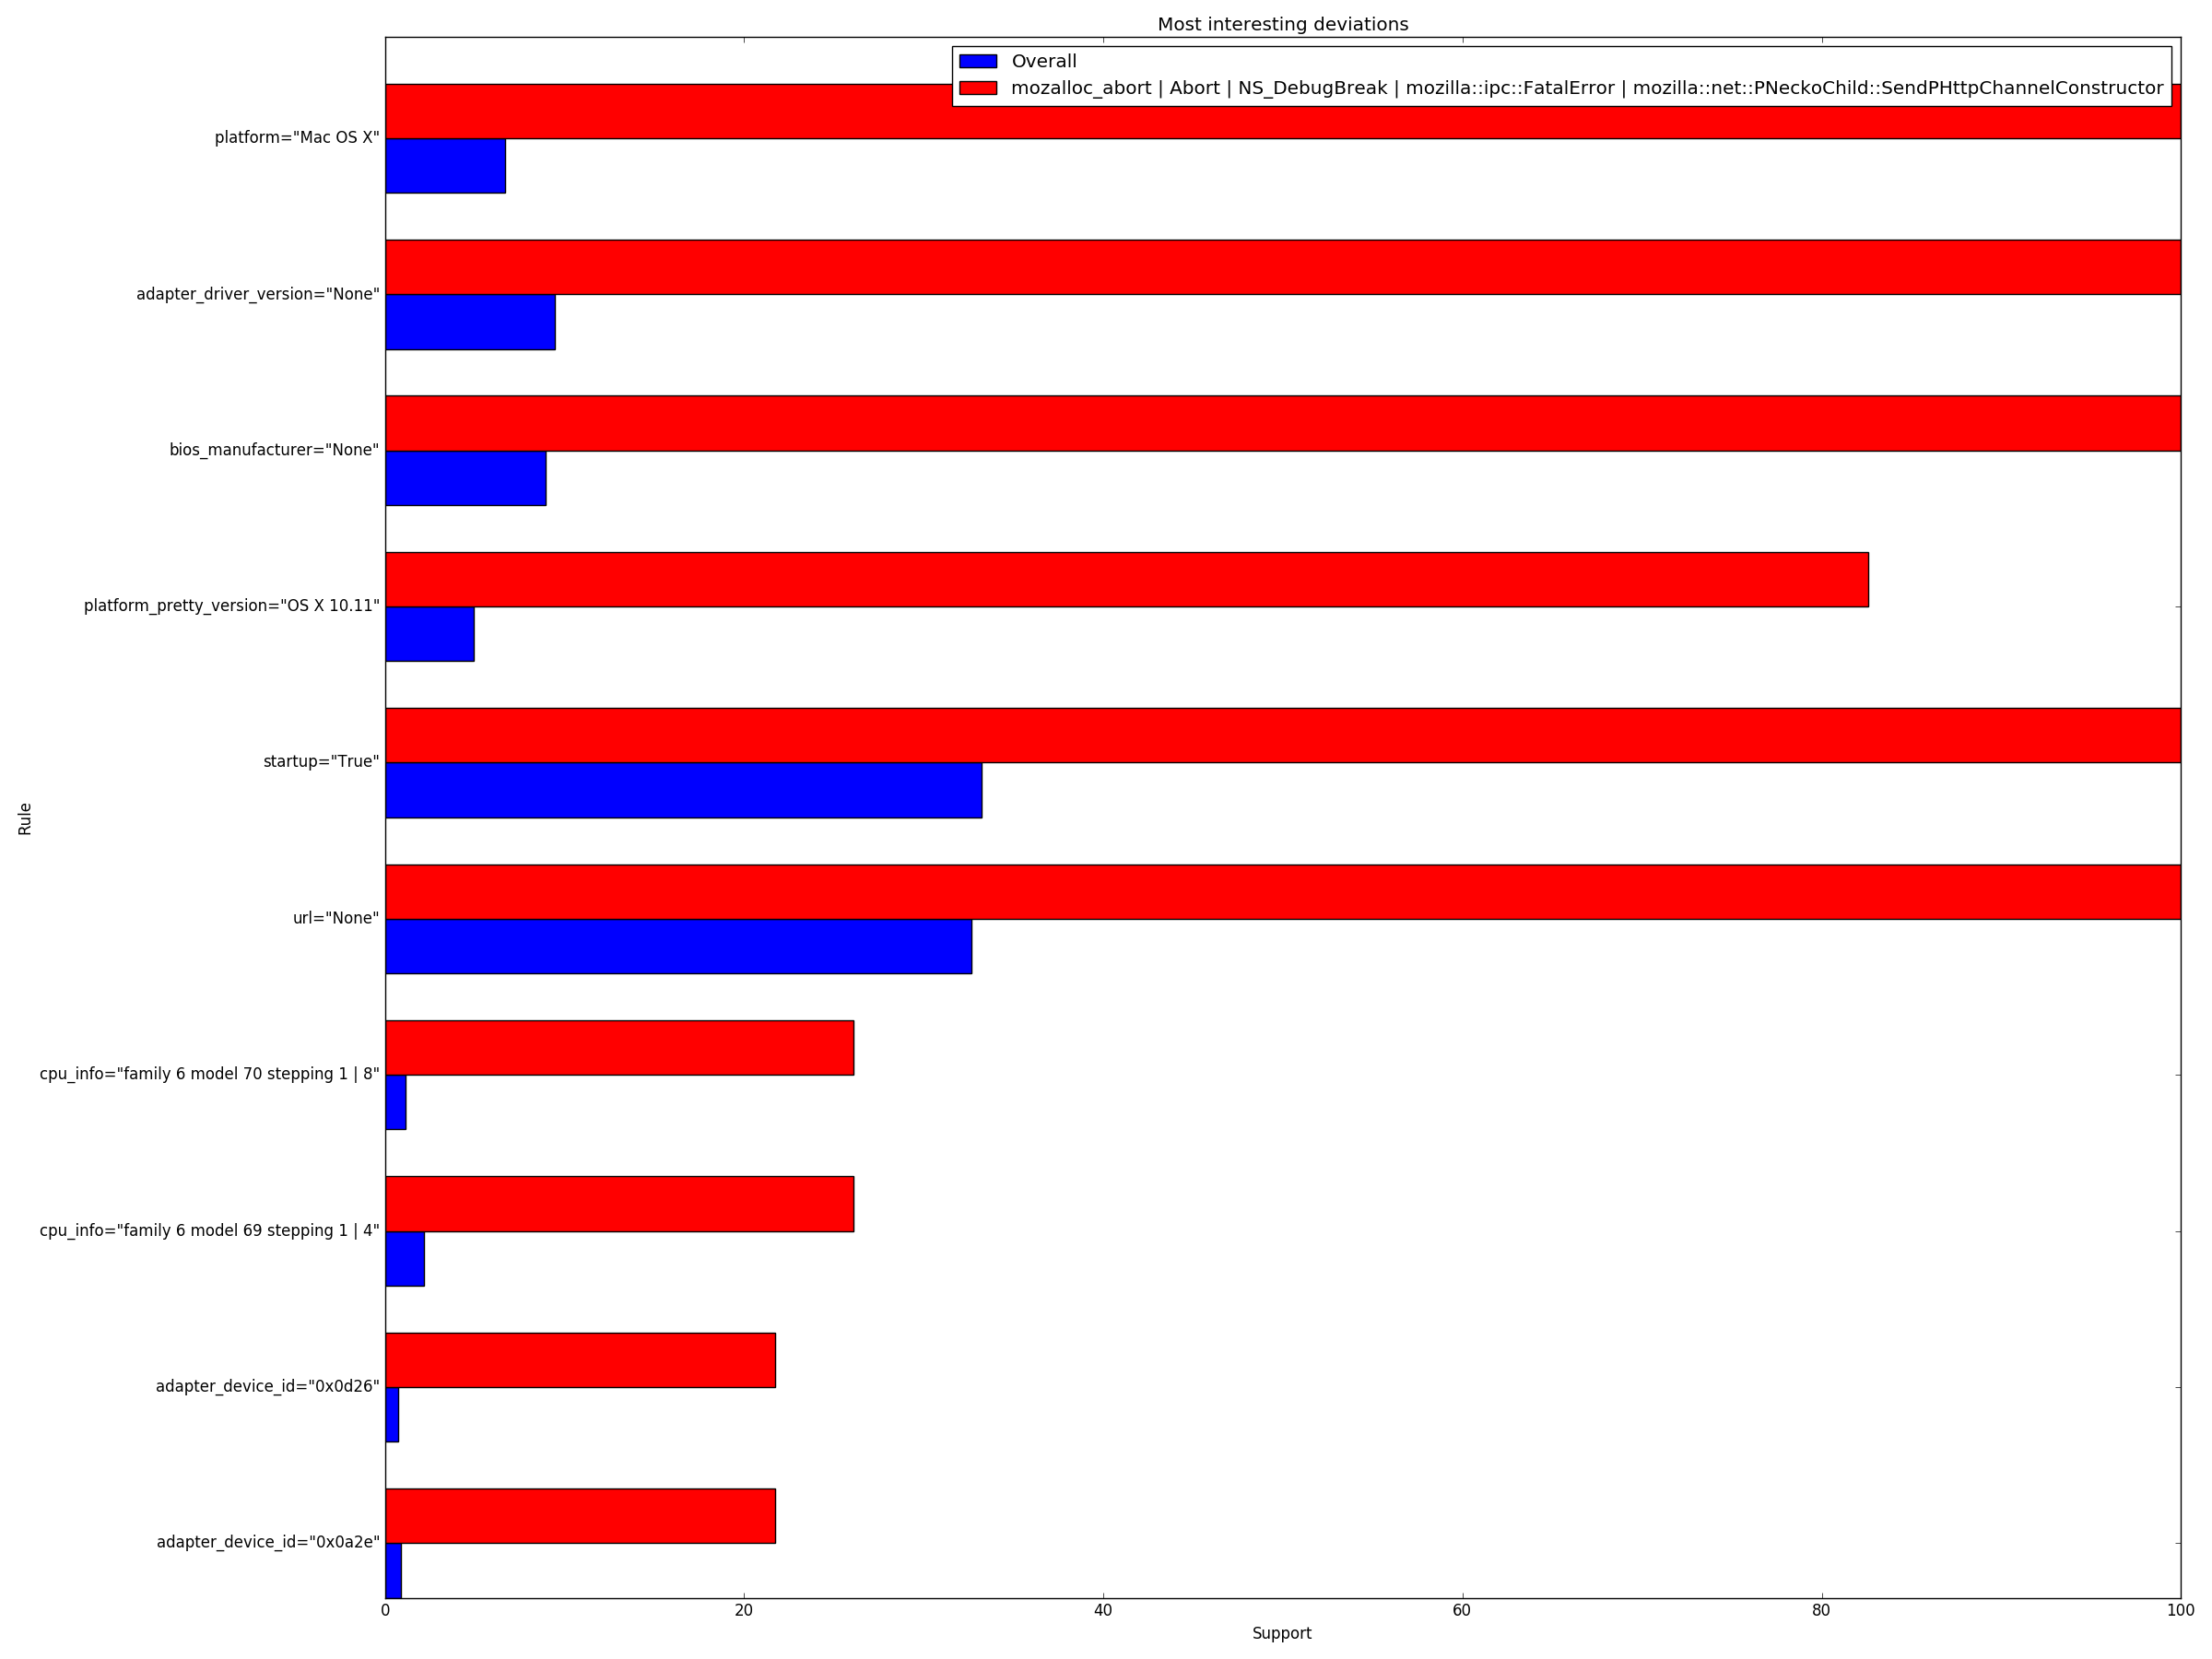 Most interesting deviations
Overall
mozalloc_abort | Abort | NS_DebugBreak | mozilla::ipc::FatalError | mozilla::net::PNeckoChild::SendPHttpChannelConstructor
platform="Mac OS X"
adapter_driver_version="None"
bios_manufacturer="None"
platform_pretty_version="OS X 10.11"
startup="True"
url="None"
cpu_info="family 6 model 70 stepping 1 | 8"
cpu_info="family 6 model 69 stepping 1 | 4"
adapter_device_id="0x0d26"
adapter_device_id="0x0a2e"
Rule
0 20 40 60 80 100
Support